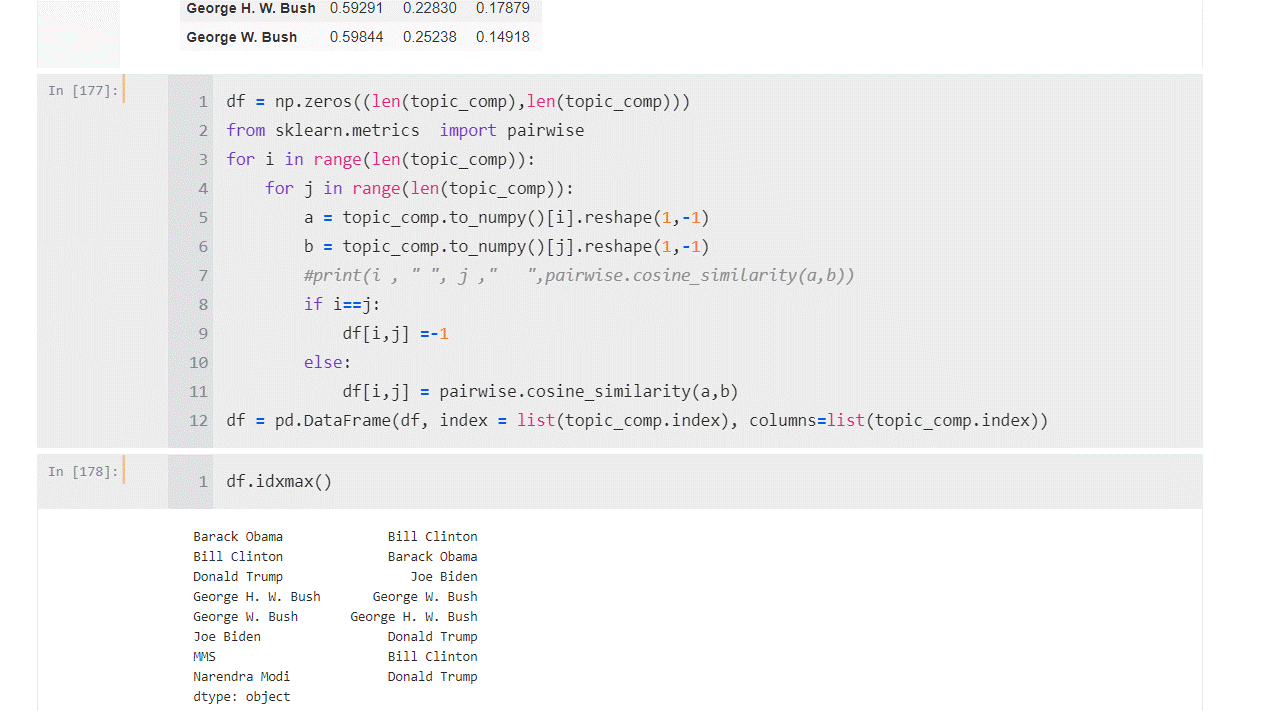 George H. W. Bush 0.59291 0.22830 0.17879
George W. Bush 0.59844 0.25238 0.14918
In [177]:
1 df = np.zeros((len(topic_comp),len(topic_comp)))
2 from sklearn.metrics  import pairwise
3 for i in range(len(topic_comp)):
4     for j in range(len(topic_comp)):
5         a = topic_comp.to_numpy()[i].reshape(1,-1)
6         b = topic_comp.to_numpy()[j].reshape(1,-1)
7         #print(i , " ", j ,"   ",pairwise.cosine_similarity(a,b))
8         if i==j:
9             df[i,j] =-1
10         else:
11             df[i,j] = pairwise.cosine_similarity(a,b)
12 df = pd.DataFrame(df, index = list(topic_comp.index), columns=list(topic_comp.index))
In [178]:
1 df.idxmax()
Barack Obama Bill Clinton
Bill Clinton Barack Obama
Donald Trump Joe Biden
George H. W. Bush George W. Bush
George W. Bush George H. W. Bush
Joe Biden Donald Trump
MMS Bill Clinton
Narendra Modi Donald Trump
dtype: object